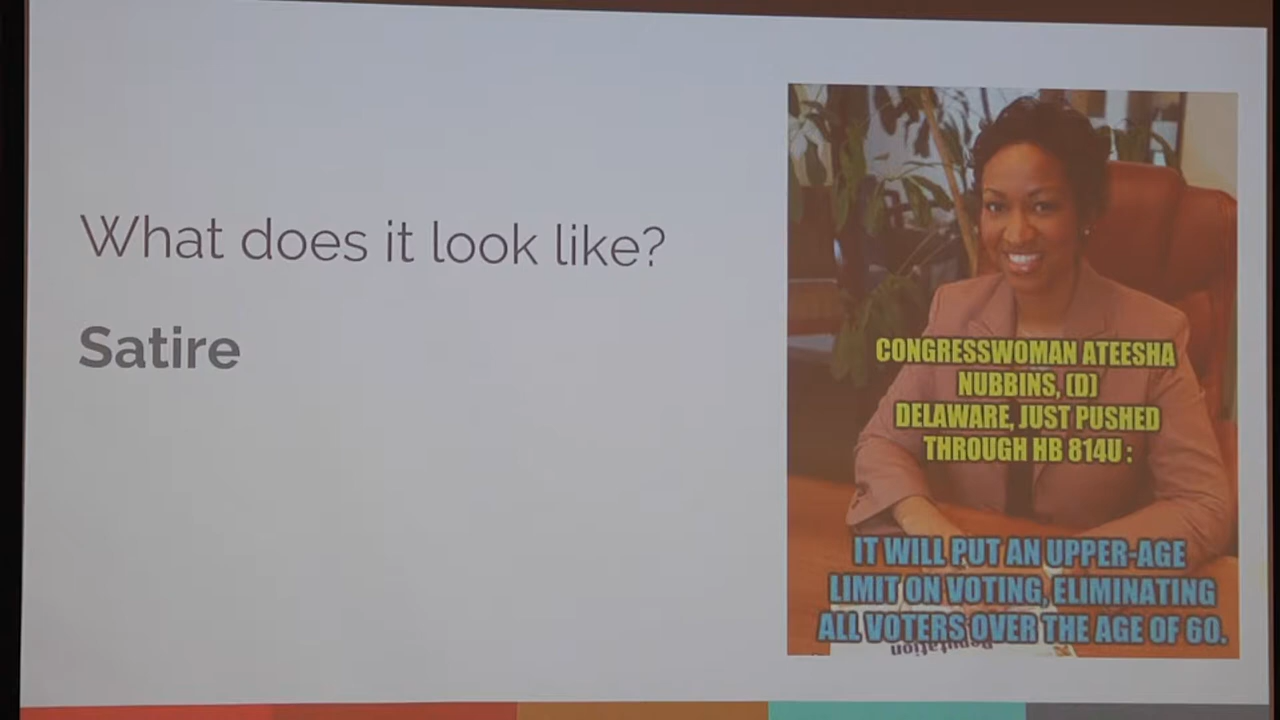 What does it look like?
Satire
CONGRESSWOMAN ATEESHA
NUBBINS, (D)
DELAWARE, JUST PUSHED
THROUGH HB 814U :
IT WILL PUT AN UPPER-AGE
LIMIT ON VOTING, ELIMINATING
ALL VOTERS OVER THE AGE OF 60.
Reputation